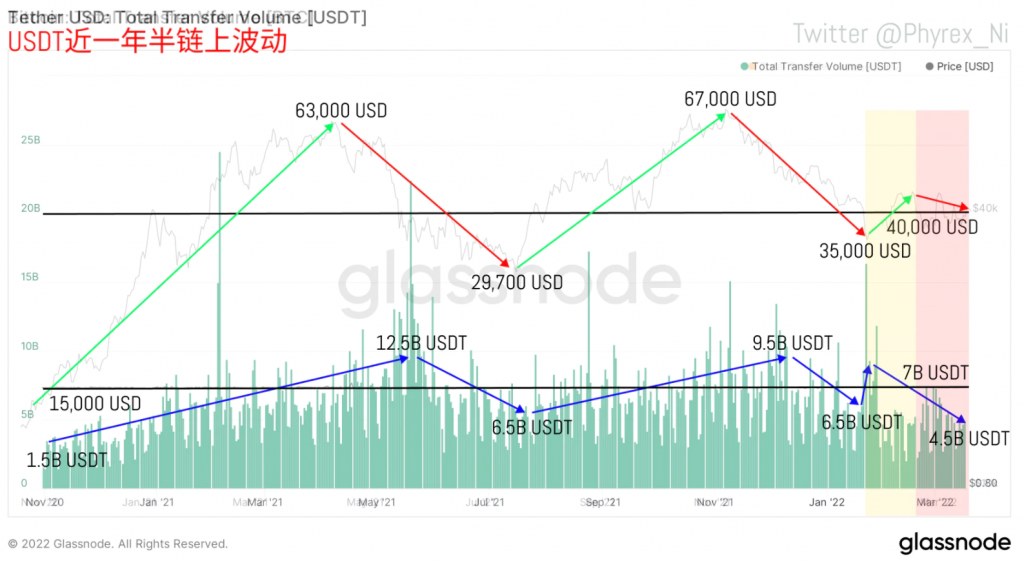 Tether USD: Total Transfer Volume [USDT]
USDT近一年半链上波动
Twitter @Phyrex_Ni
Total Transfer Volume [USDT]
Price [USD]
63,000 USD
67,000 USD
25B
20B
$40k
40,000 USD
35,000 USD
glassnode
29,700 USD
15B
10B
12.5B USDT
9.5B USDT
7B USDT
15,000 USD
5B
6.5B USDT
6.5B USDT
4.5B USDT
1.5B USDT
0
Nov '20
Jan '21
Mar '21
May '21
Jul '21
Sep '21
Nov '21
Jan '22
Mar '22
© 2022 Glassnode. All Rights Reserved.
glassnode